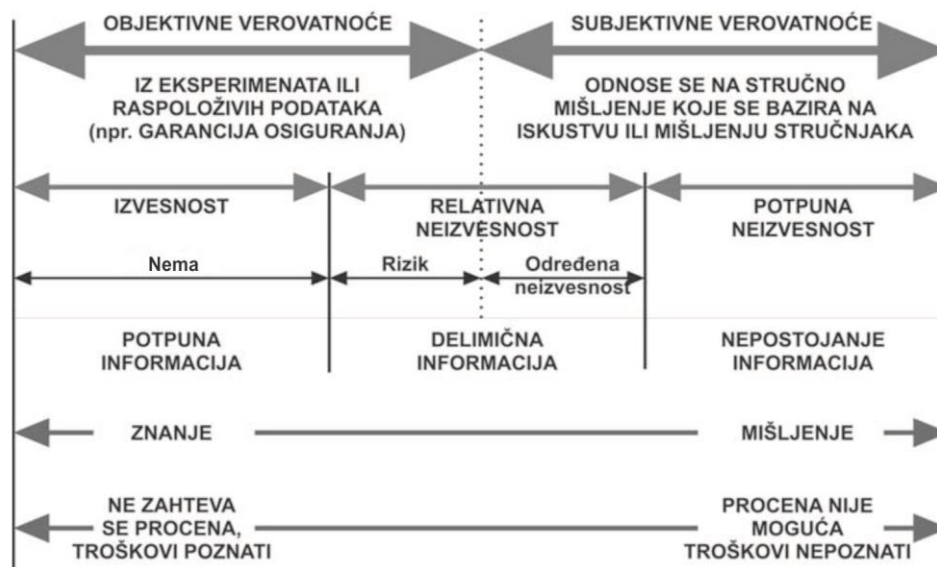 OBJEKTIVNE VEROVATNOĆE
SUBJEKTIVNE VEROVATNOĆE
IZ EKSPERIMENATA ILI
RASPOLOŽIVIH PODATAKA
(npr. GARANCIJA OSIGURANJA)
ODNOSE SE NA STRUČNO
MIŠLJENJE KOJE SE BAZIRA NA
ISKUSTVU ILI MIŠLJENJU STRUČNJAKA
IZVESNOST
RELATIVNA
NEIZVESNOST
POTPUNA
NEIZVESNOST
Nema
Rizik
Određena
neizvesnost
POTPUNA
INFORMACIJA
DELIMIČNA
INFORMACIJA
NEPOSTOJANJE
INFORMACIJA
ZNANJE
MIŠLJENJE
NE ZAHTEVA
SE PROCENA,
TROŠKOVI POZNATI
PROCENA NIJE
MOGUĆA
TROŠKOVI NEPOZNATI